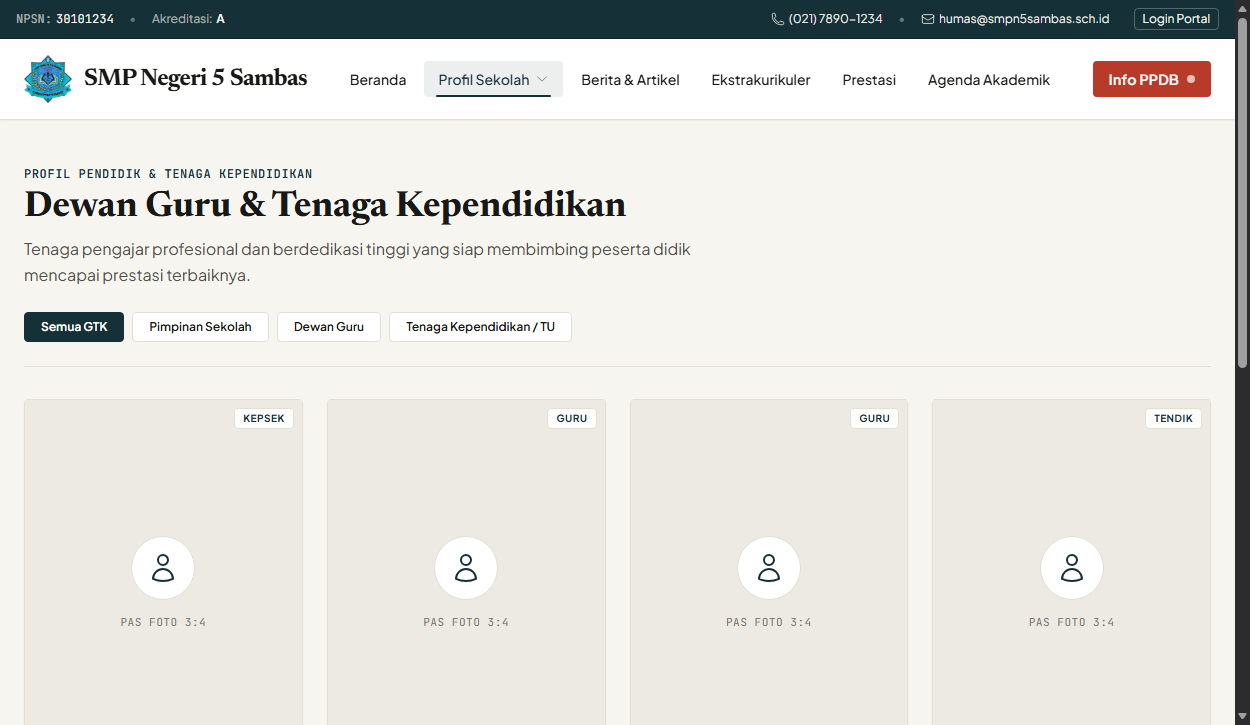 NPSN: 30101234 • Akreditasi: A
(021) 7890-1234 • humas@smpn5sambas.sch.id
Login Portal
SMP Negeri 5 Sambas
Beranda
Profil Sekolah
Berita & Artikel
Ekstrakurikuler
Prestasi
Agenda Akademik
Info PPDB
PROFIL PENDIDIK & TENAGA KEPENDIDIKAN
Dewan Guru & Tenaga Kependidikan
Tenaga pengajar profesional dan berdedikasi tinggi yang siap membimbing peserta didik
mencapai prestasi terbaiknya.
Semua GTK
Pimpinan Sekolah
Dewan Guru
Tenaga Kependidikan / TU
KEPSEK
PAS FOTO 3:4
GURU
PAS FOTO 3:4
GURU
PAS FOTO 3:4
TENDIK
PAS FOTO 3:4